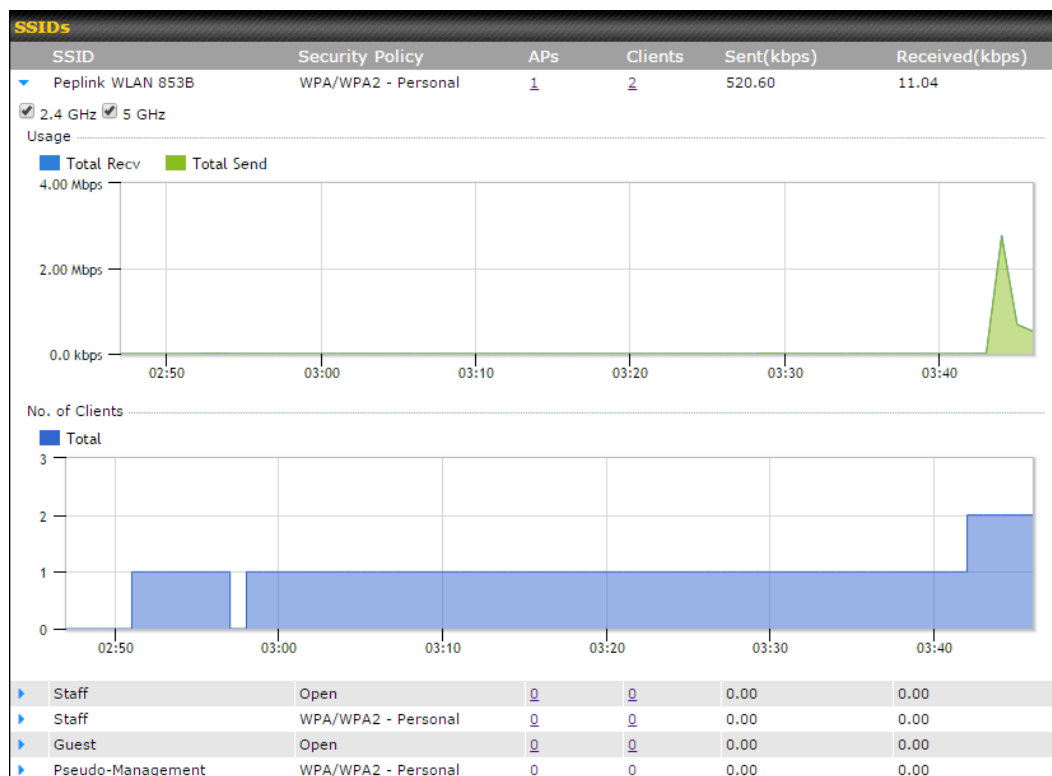 SSIDs
SSID Security Policy APs Clients Sent(kbps) Received(kbps)
Peplink WLAN 853B WPA/WPA2 - Personal 1 2 520.60 11.04
2.4 GHz 5 GHz
Usage
Total Recv Total Send
4.00 Mbps
2.00 Mbps
0.0 kbps
02:50 03:00 03:10 03:20 03:30 03:40
No. of Clients
Total
3
2
1
0
02:50 03:00 03:10 03:20 03:30 03:40
Staff Open 0 0 0.00 0.00
Staff WPA/WPA2 - Personal 0 0 0.00 0.00
Guest Open 0 0 0.00 0.00
Pseudo-Management WPA/WPA2 - Personal 0 0 0.00 0.00